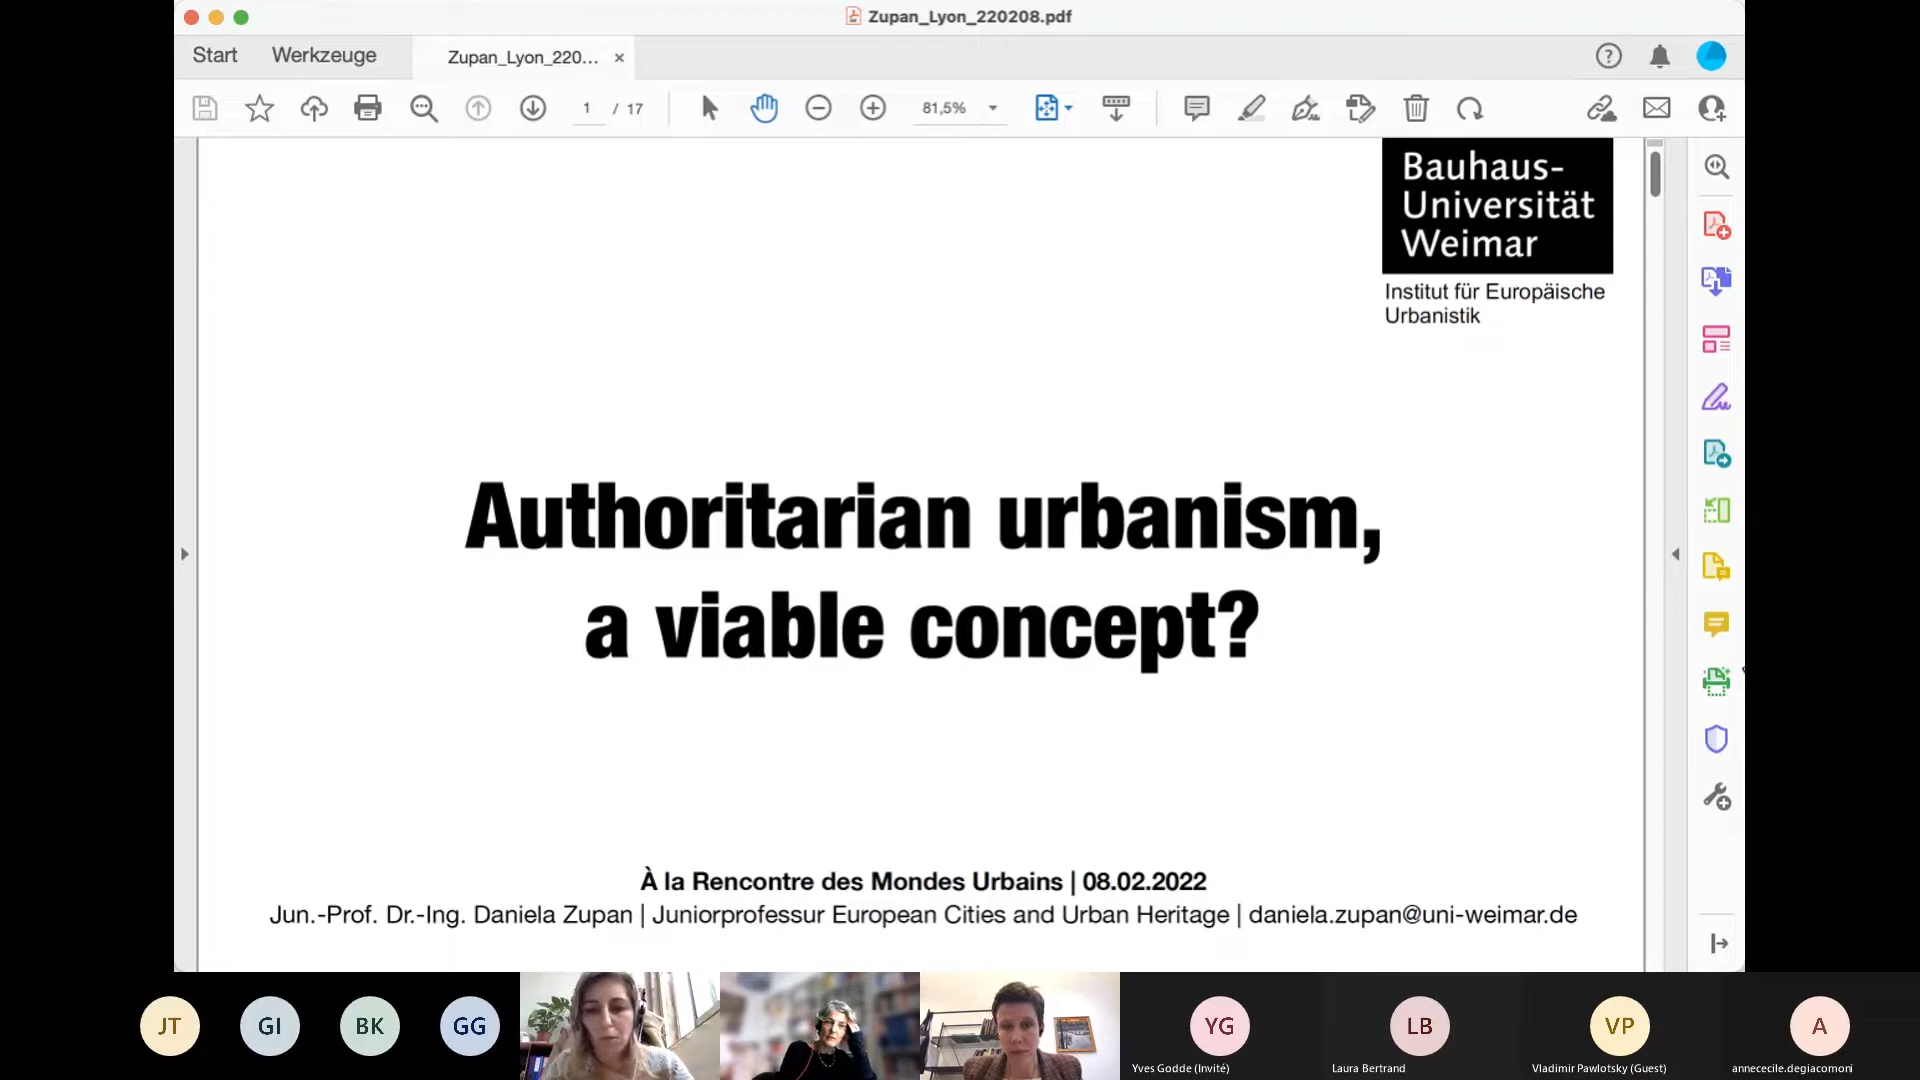 Zupan_Lyon_220208.pdf
Start
Werkzeuge
Zupan_Lyon_220...
1 / 17
81,5%
Bauhaus-
Universität
Weimar
Institut für Europäische
Urbanistik
Authoritarian urbanism,
a viable concept?
À la Rencontre des Mondes Urbains | 08.02.2022
Jun.-Prof. Dr.-Ing. Daniela Zupan | Juniorprofessur European Cities and Urban Heritage | daniela.zupan@uni-weimar.de
JT
GI
BK
GG
YG
LB
VP
A
Yves Godde (Invité)
Laura Bertrand
Vladimir Pawlotsky (Guest)
annececile.degiacomoni